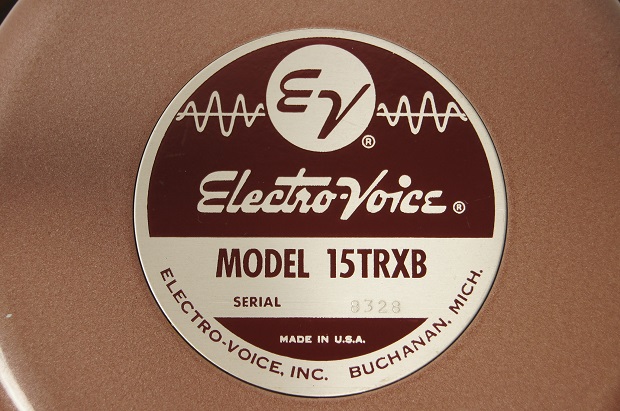 EV ®
Electro-Voice ®
MODEL 15TRXB
SERIAL 8328
MADE IN U.S.A.
ELECTRO-VOICE, INC. BUCHANAN, MICH.